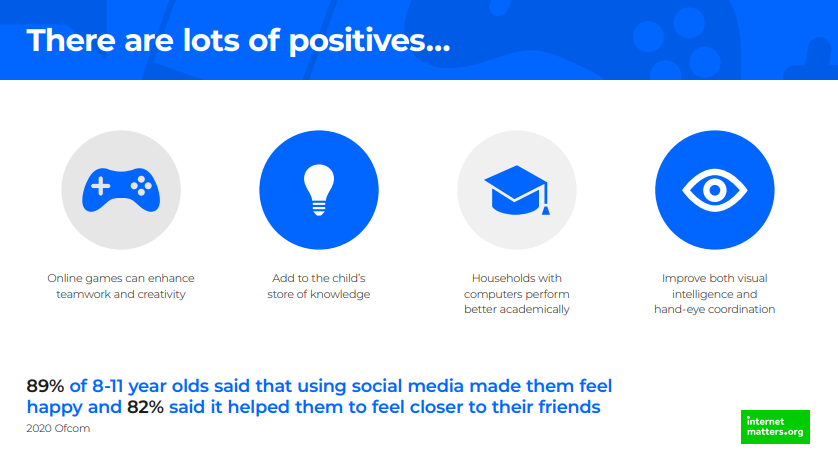 There are lots of positives...
Online games can enhance
teamwork and creativity
Add to the child's
store of knowledge
Households with
computers perform
better academically
Improve both visual
intelligence and
hand-eye coordination
89% of 8-11 year olds said that using social media made them feel
happy and 82% said it helped them to feel closer to their friends
2020 Ofcom
internet
matters.org